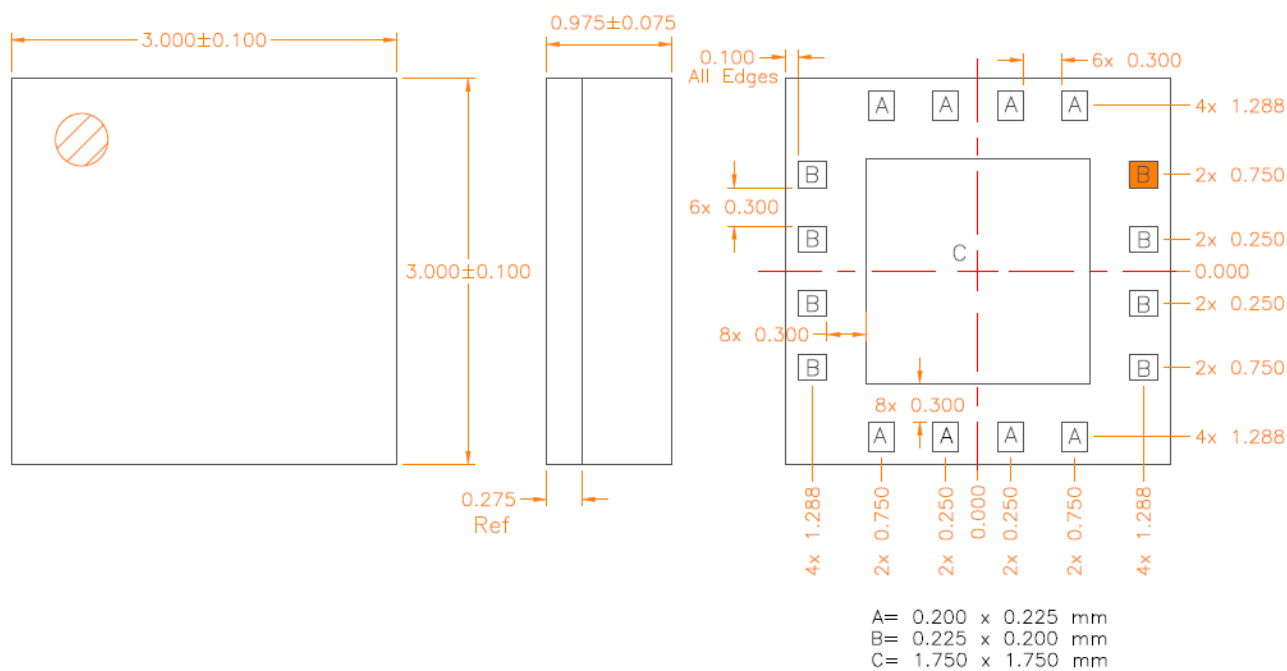 3.000±0.100
0.975±0.075
0.100
All Edges
6x 0.300
A A A A
4x 1.288
B B
2x 0.750
6x 0.300
B B
2x 0.250
3.000±0.100
C
0.000
B B
2x 0.250
8x 0.300
B B
2x 0.750
8x 0.300
A A A A
4x 1.288
0.275
Ref
4x 1.288
2x 0.750
2x 0.250
0.000
2x 0.250
2x 0.750
4x 1.288
A= 0.200 x 0.225 mm
B= 0.225 x 0.200 mm
C= 1.750 x 1.750 mm